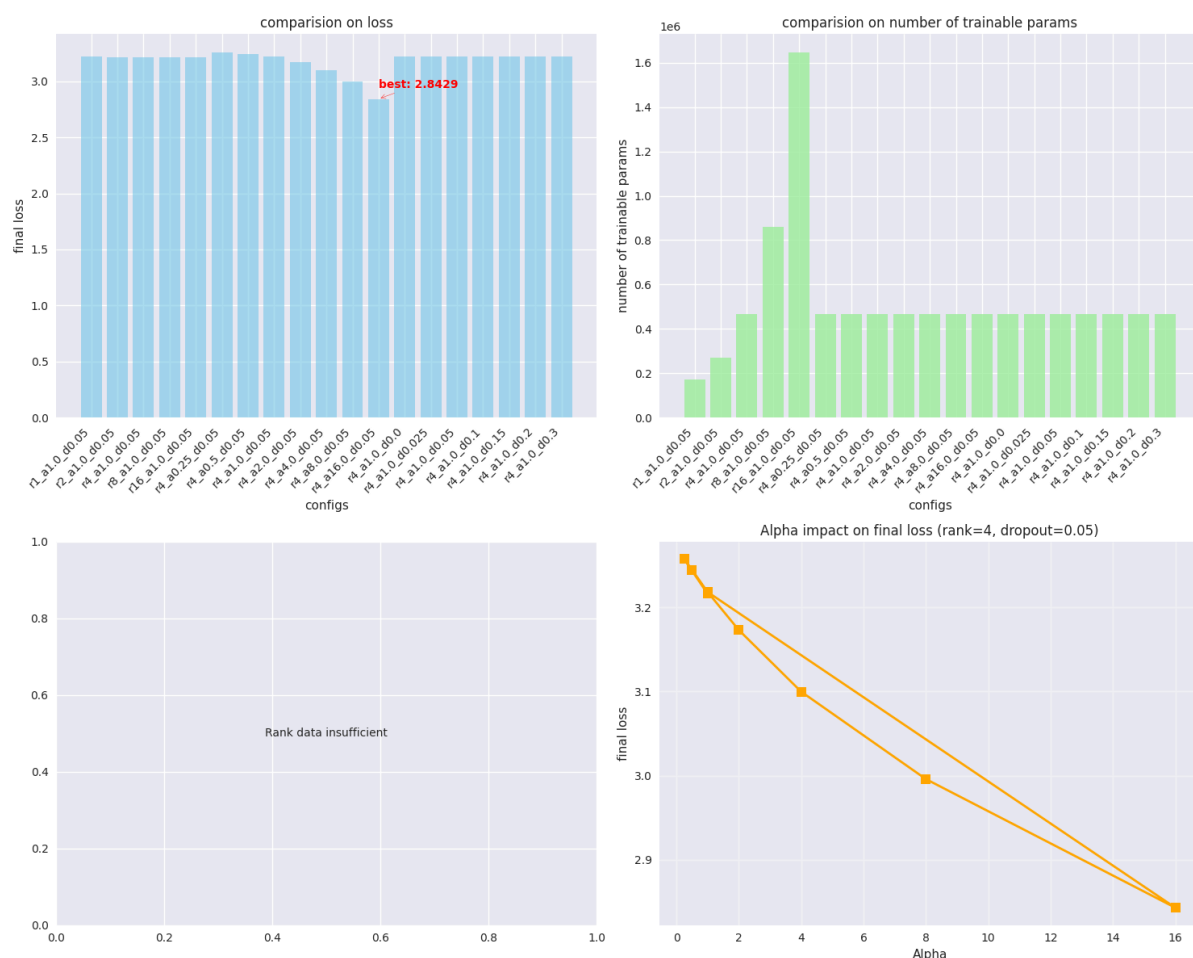 comparision on loss
final loss
3.0
2.5
2.0
1.5
1.0
0.5
0.0
best: 2.8429
r1_a1.0_d0.05
r2_a1.0_d0.05
r4_a1.0_d0.05
r8_a1.0_d0.05
r16_a1.0_d0.05
r4_a0.25_d0.05
r4_a0.5_d0.05
r4_a1.0_d0.05
r4_a2.0_d0.05
r4_a4.0_d0.05
r4_a8.0_d0.05
r4_a16.0_d0.05
r4_a1.0_d0.0
r4_a1.0_d0.025
r4_a1.0_d0.05
r4_a1.0_d0.1
r4_a1.0_d0.15
r4_a1.0_d0.2
r4_a1.0_d0.3
configs
comparision on number of trainable params
1e6
number of trainable params
1.6
1.4
1.2
1.0
0.8
0.6
0.4
0.2
0.0
r1_a1.0_d0.05
r2_a1.0_d0.05
r4_a1.0_d0.05
r8_a1.0_d0.05
r16_a1.0_d0.05
r4_a0.25_d0.05
r4_a0.5_d0.05
r4_a1.0_d0.05
r4_a2.0_d0.05
r4_a4.0_d0.05
r4_a8.0_d0.05
r4_a16.0_d0.05
r4_a1.0_d0.0
r4_a1.0_d0.025
r4_a1.0_d0.05
r4_a1.0_d0.1
r4_a1.0_d0.15
r4_a1.0_d0.2
r4_a1.0_d0.3
configs
1.0
0.8
0.6
0.4
0.2
0.0
Rank data insufficient
0.0 0.2 0.4 0.6 0.8 1.0
Alpha impact on final loss (rank=4, dropout=0.05)
final loss
3.2
3.1
3.0
2.9
0 2 4 6 8 10 12 14 16
Alpha